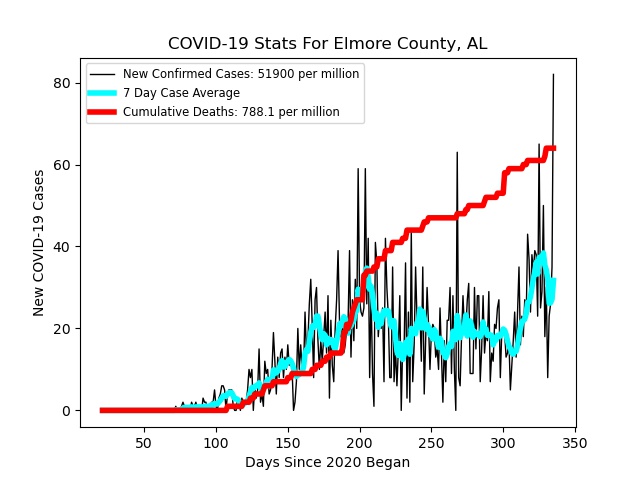 COVID-19 Stats For Elmore County, AL
New Confirmed Cases: 51900 per million
7 Day Case Average
Cumulative Deaths: 788.1 per million
80
60
40
20
0
New COVID-19 Cases
50 100 150 200 250 300 350
Days Since 2020 Began